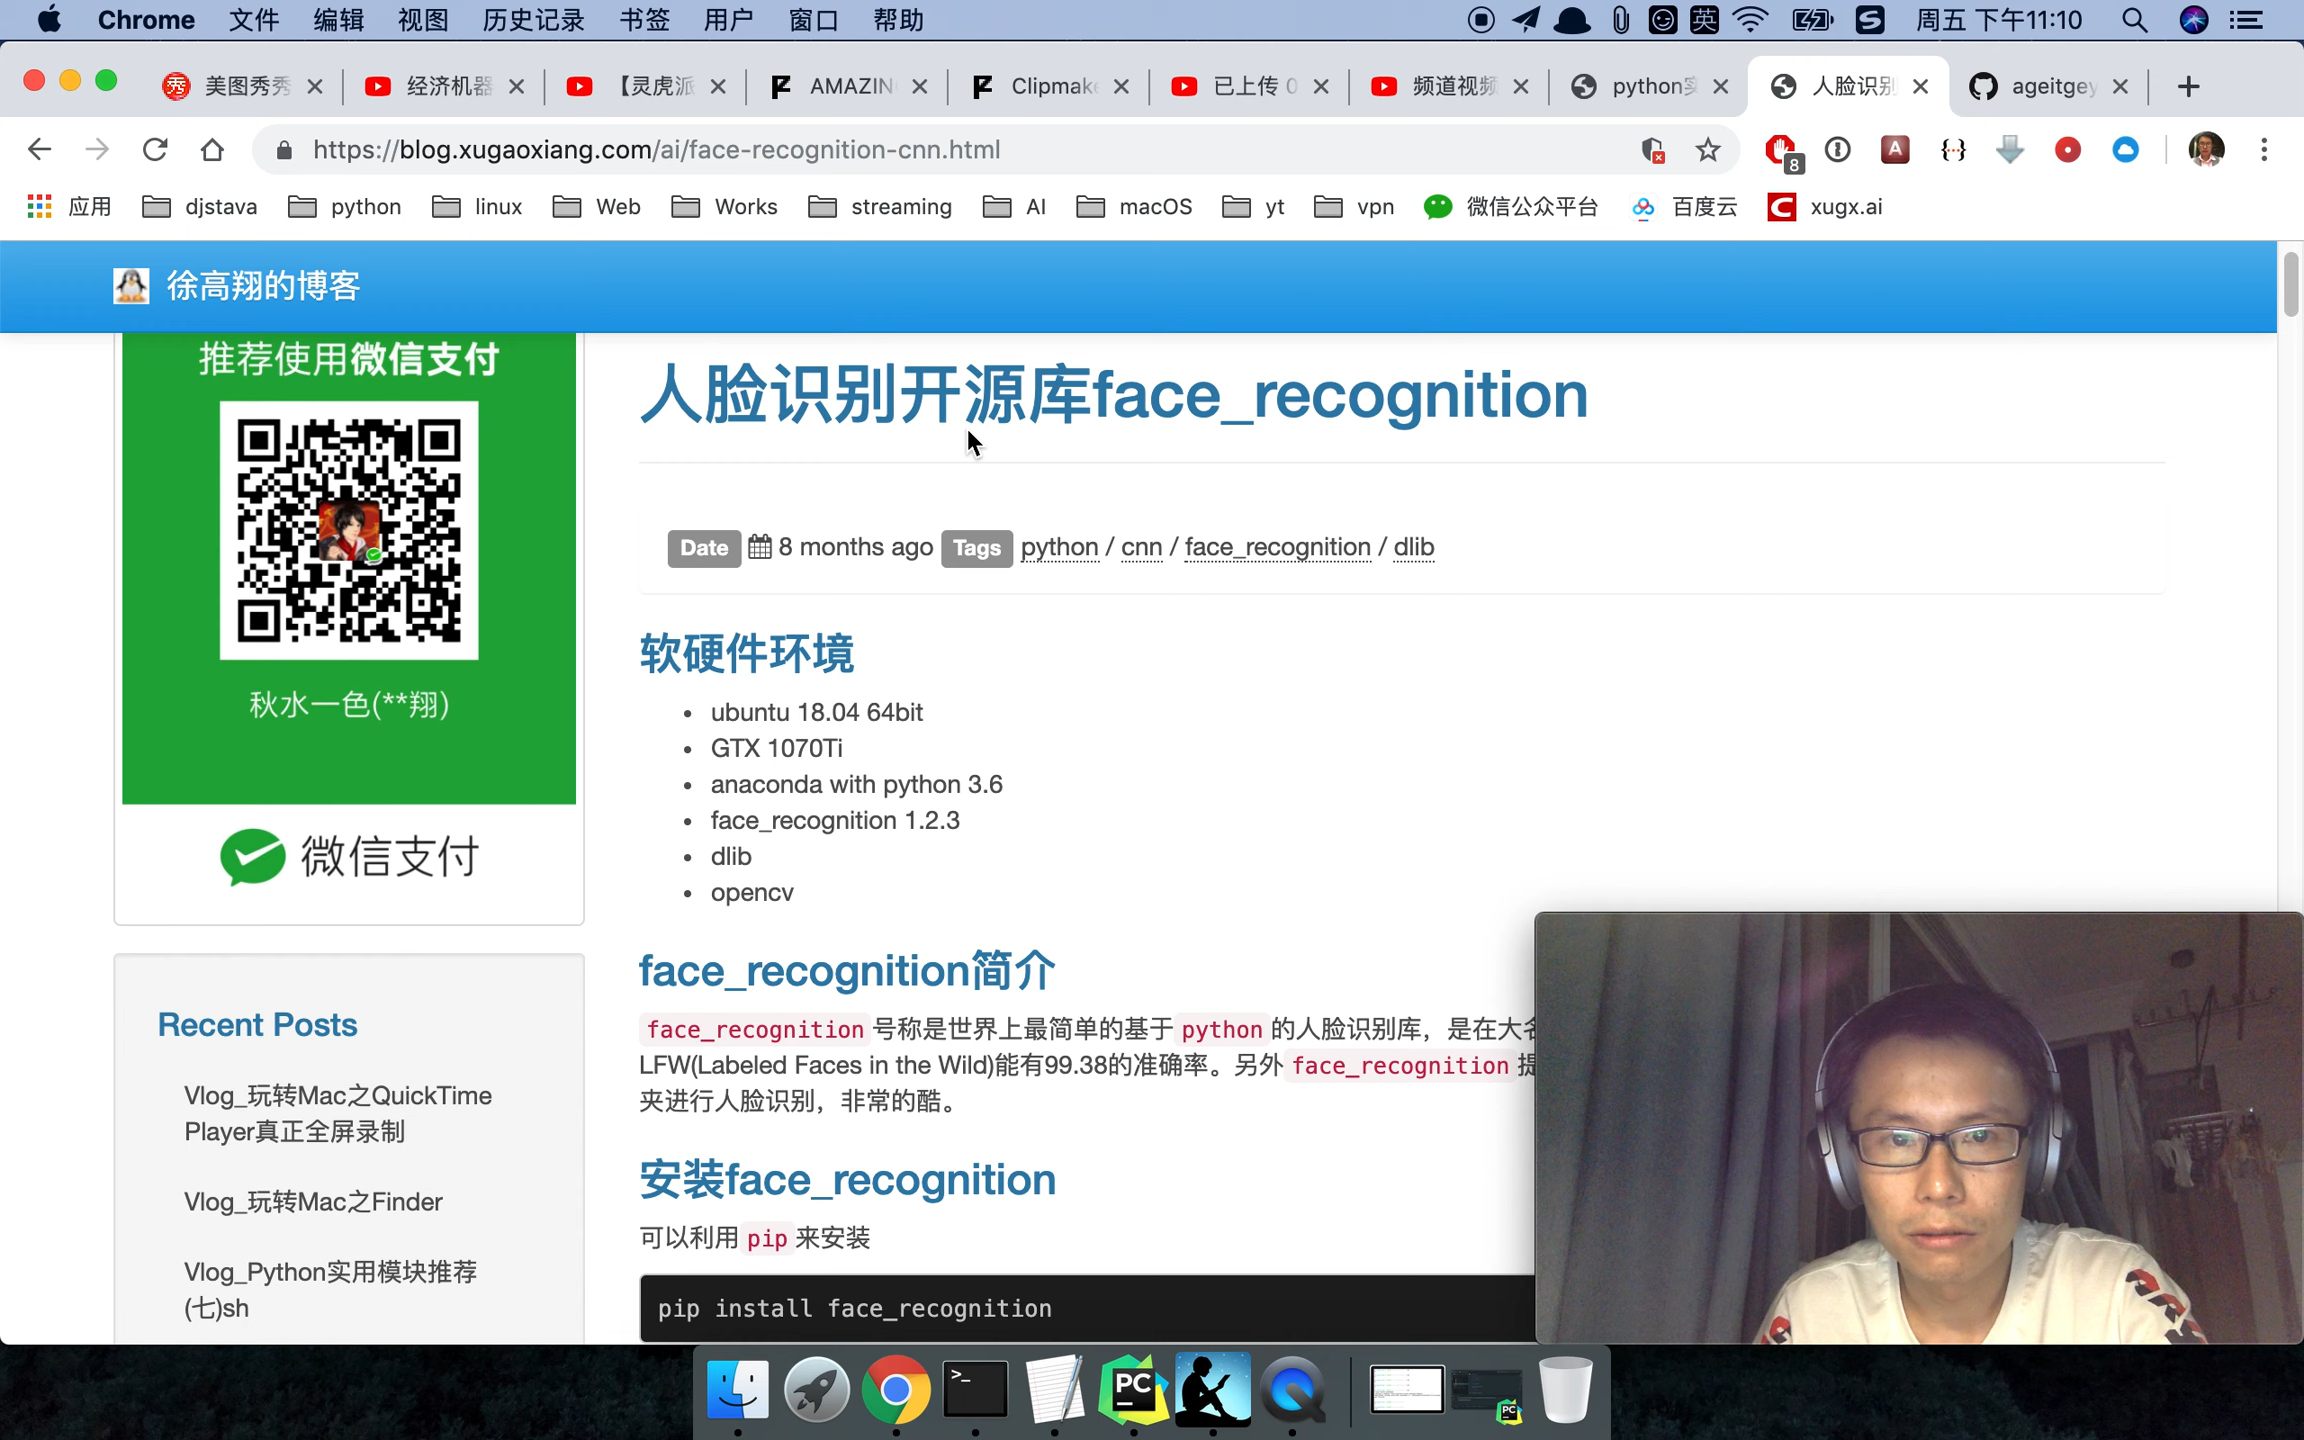 Chrome 文件 编辑 视图 历史记录 书签 用户 窗口 帮助 英 周五 下午11:10
秀 美图秀秀 经济机器 【灵虎派 AMAZIN Clipmake 已上传 0 频道视频 python实 人脸识别 ageitgey
https://blog.xugaoxiang.com/ai/face-recognition-cnn.html 8 A
应用 djstava python linux Web Works streaming AI macOS yt vpn 微信公众平台 百度云 xugx.ai
徐高翔的博客
推荐使用微信支付
秋水一色(**翔)
微信支付
Recent Posts
Vlog_玩转Mac之QuickTime
Player真正全屏录制
Vlog_玩转Mac之Finder
Vlog_Python实用模块推荐
(七)sh
人脸识别开源库face_recognition
Date 8 months ago Tags python / cnn / face_recognition / dlib
软硬件环境
ubuntu 18.04 64bit
GTX 1070Ti
anaconda with python 3.6
face_recognition 1.2.3
dlib
opencv
face_recognition简介
face_recognition号称是世界上最简单的基于python的人脸识别库，是在大名
LFW(Labeled Faces in the Wild)能有99.38的准确率。另外face_recognition提
夹进行人脸识别，非常的酷。
安装face_recognition
可以利用pip来安装
pip install face_recognition
PC